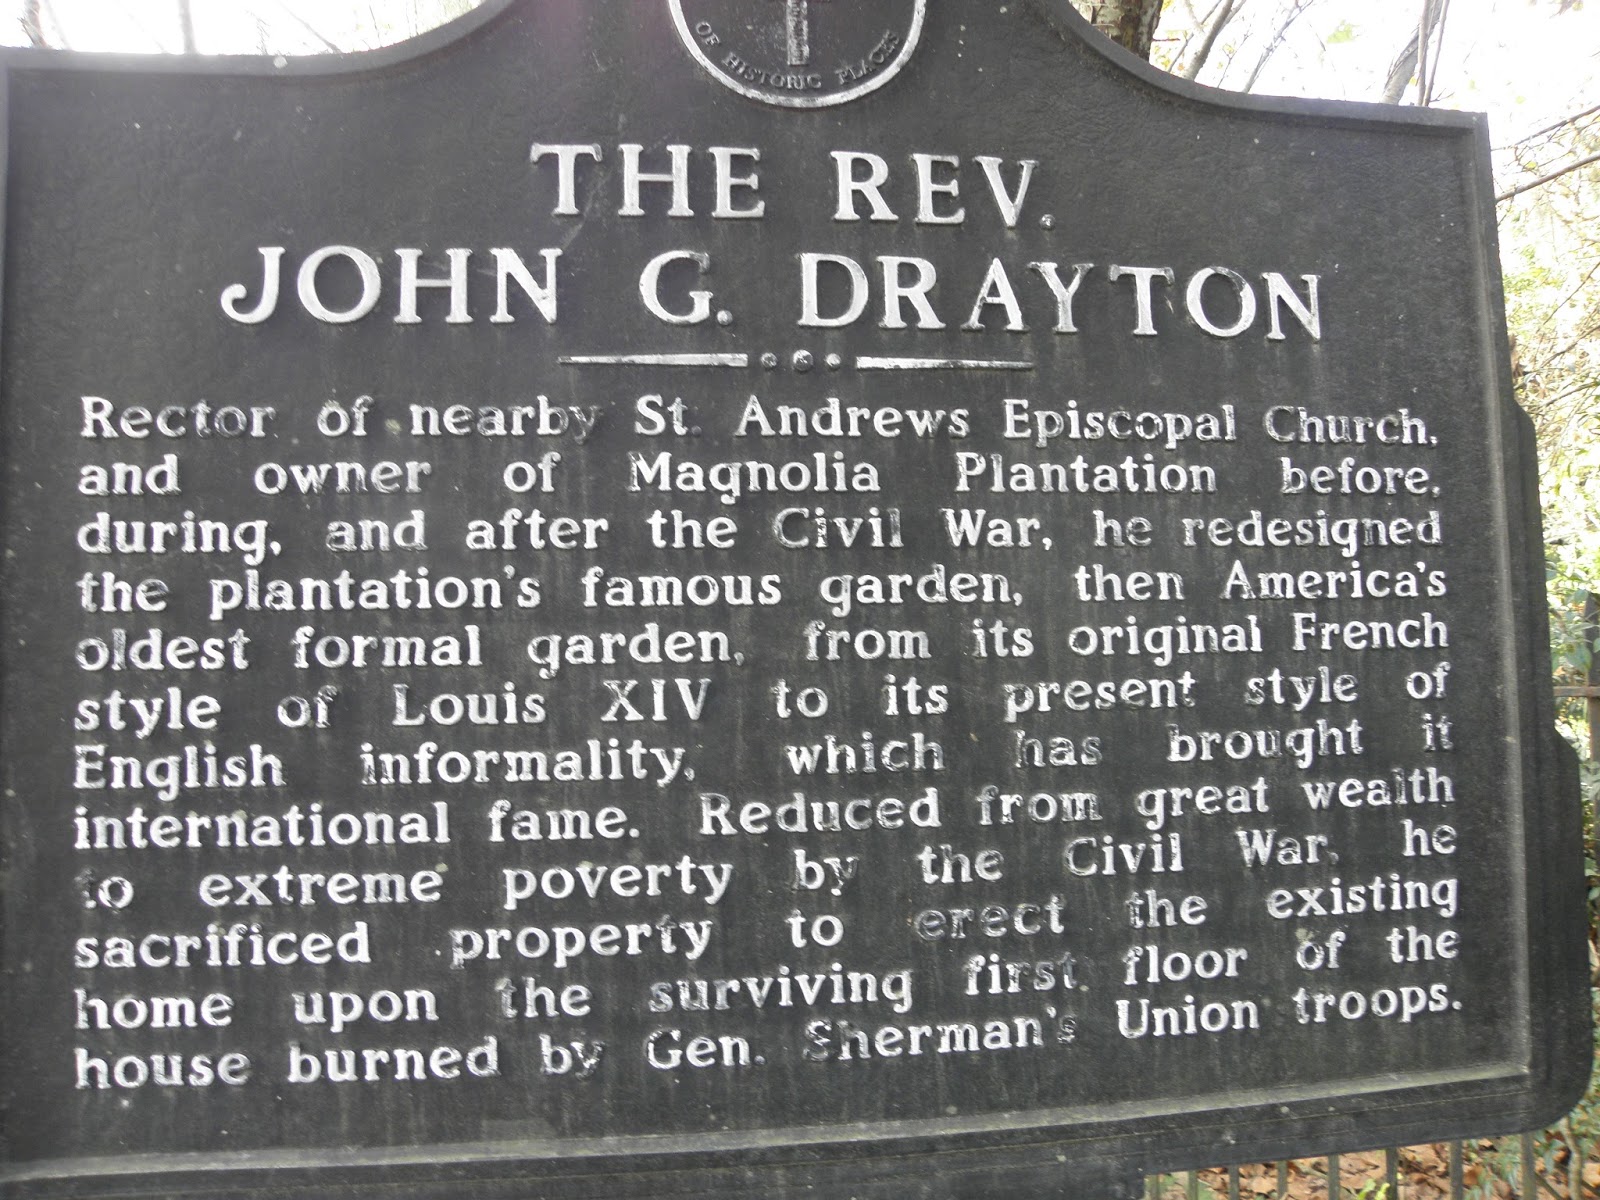 OF HISTORIC PLACES
THE REV.
JOHN G. DRAYTON
Rector of nearby St. Andrews Episcopal Church,
and owner of Magnolia Plantation before,
during, and after the Civil War, he redesigned
the plantation's famous garden, then America's
oldest formal garden, from its original French
style of Louis XIV to its present style of
English informality, which has brought it
international fame. Reduced from great wealth
to extreme poverty by the Civil War, he
sacrificed property to erect the existing
home upon the surviving first floor of the
house burned by Gen. Sherman's Union troops.